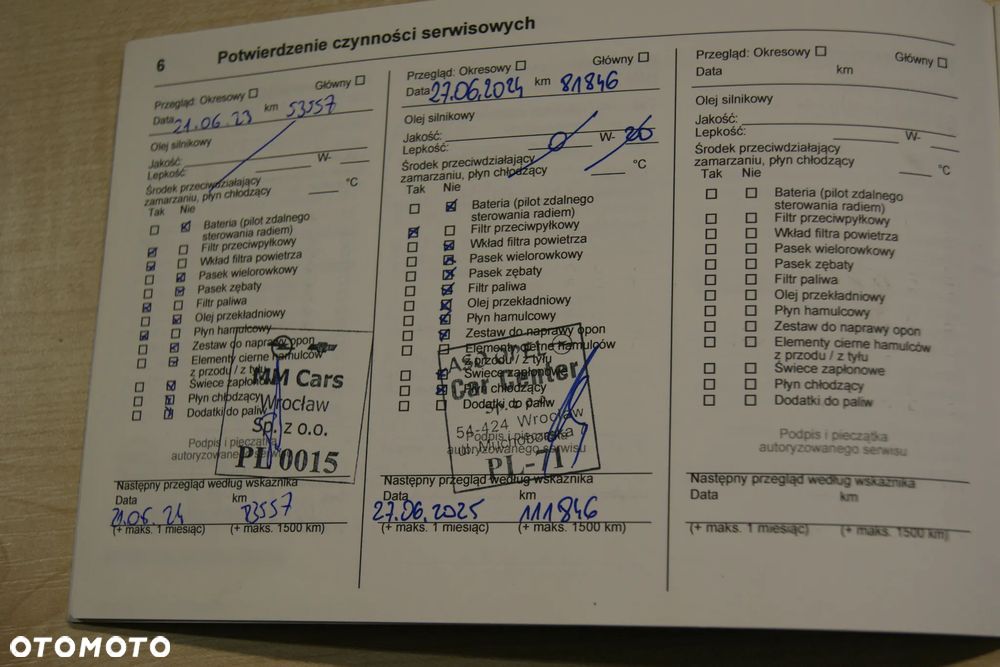 6 Potwierdzenie czynności serwisowych
Przegląd: Okresowy Główny
Data 21.06.23 km 53557
Olej silnikowy
Jakość:
Lepkość: W-
Środek przeciwdziałający
zamarzaniu, płyn chłodzący °C
Tak Nie
Bateria (pilot zdalnego
sterowania radiem)
Filtr przeciwpyłkowy
Wkład filtra powietrza
Pasek wielorowkowy
Pasek zębaty
Filtr paliwa
Olej przekładniowy
Płyn hamulcowy
Zestaw do naprawy opon
Elementy cierne hamulców
z przodu / z tyłu
Świece zapłonowe
Płyn chłodzący
Dodatki do paliw
MM Cars
Wrocław
Sp. z o.o.
PL 0015
Podpis i pieczątka
autoryzowanego serwisu
Następny przegląd według wskaźnika
Data km
21.06.24 83557
(+ maks. 1 miesiąc) (+ maks. 1500 km)
Przegląd: Okresowy Główny
Data 27.06.2024 km 81846
Olej silnikowy
Jakość:
Lepkość: 0 W- 20
Środek przeciwdziałający
zamarzaniu, płyn chłodzący °C
Tak Nie
Bateria (pilot zdalnego
sterowania radiem)
Filtr przeciwpyłkowy
Wkład filtra powietrza
Pasek wielorowkowy
Pasek zębaty
Filtr paliwa
Olej przekładniowy
Płyn hamulcowy
Zestaw do naprawy opon
Elementy cierne hamulców
z przodu / z tyłu
Świece zapłonowe
Płyn chłodzący
Dodatki do paliw
Car Center
Sp. z o.o.
54-424 Wrocław
ul. Muchoborska
PL-71
Podpis i pieczątka
autoryzowanego serwisu
Następny przegląd według wskaźnika
Data km
27.06.2025 111846
(+ maks. 1 miesiąc) (+ maks. 1500 km)
Przegląd: Okresowy Główny
Data km
Olej silnikowy
Jakość:
Lepkość: W-
Środek przeciwdziałający
zamarzaniu, płyn chłodzący °C
Tak Nie
Bateria (pilot zdalnego
sterowania radiem)
Filtr przeciwpyłkowy
Wkład filtra powietrza
Pasek wielorowkowy
Pasek zębaty
Filtr paliwa
Olej przekładniowy
Płyn hamulcowy
Zestaw do naprawy opon
Elementy cierne hamulców
z przodu / z tyłu
Świece zapłonowe
Płyn chłodzący
Dodatki do paliw
Podpis i pieczątka
autoryzowanego serwisu
Następny przegląd według wskaźnika
Data km
(+ maks. 1 miesiąc) (+ maks. 1500 km)
OTOMOTO